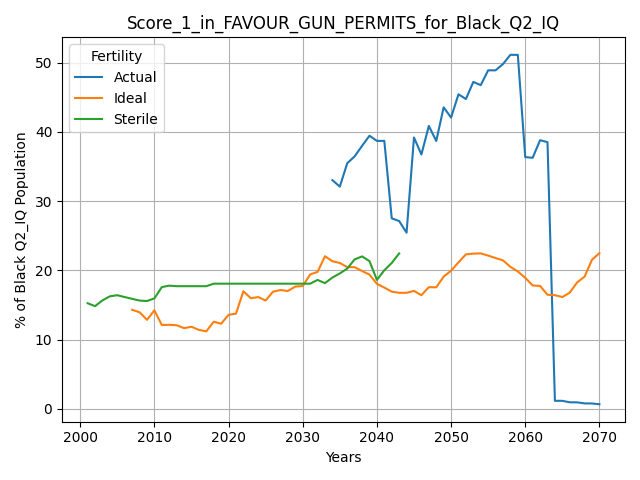 Score_1_in_FAVOUR_GUN_PERMITS_for_Black_Q2_IQ
Fertility
Actual
Ideal
Sterile
% of Black Q2_IQ Population
50
40
30
20
10
0
2000 2010 2020 2030 2040 2050 2060 2070
Years